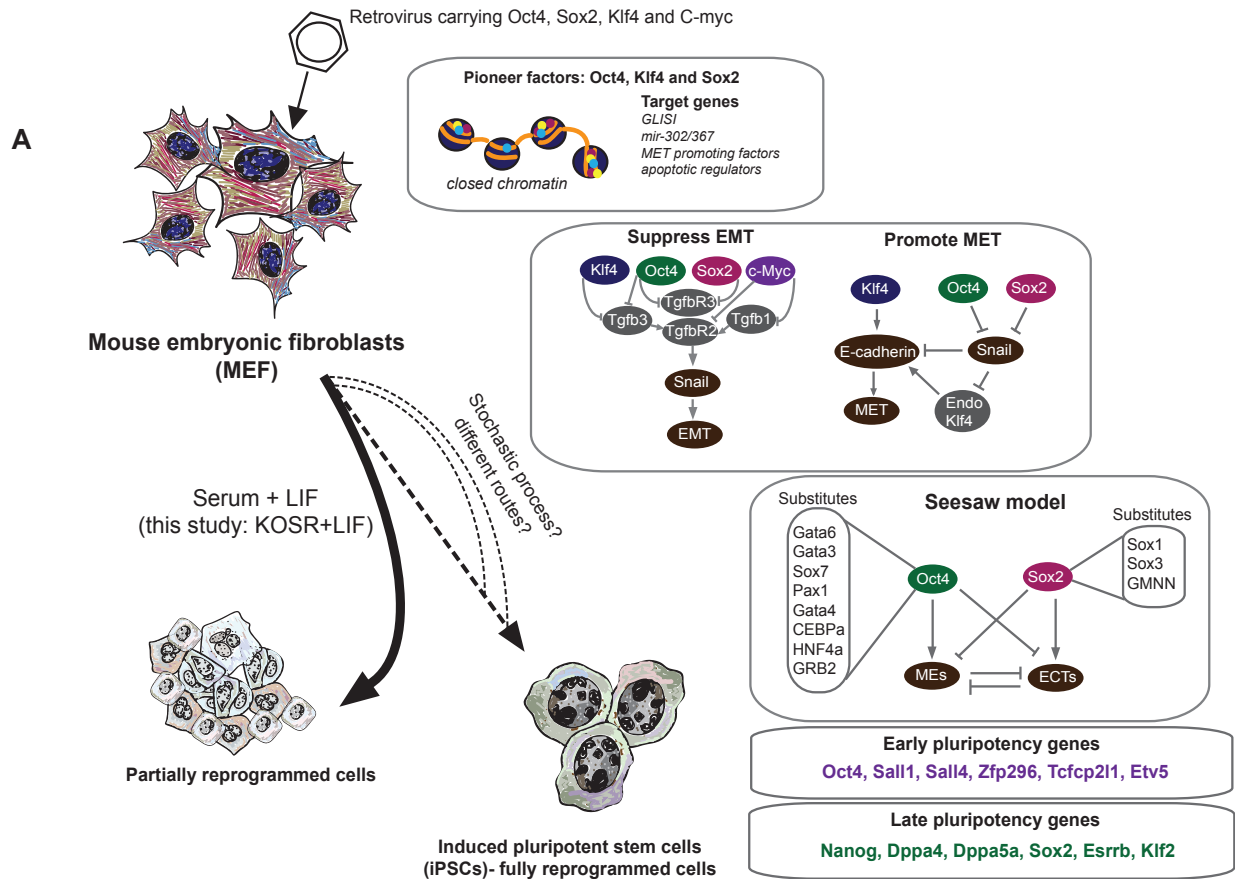 Retrovirus carrying Oct4, Sox2, Klf4 and C-myc
A
Pioneer factors: Oct4, Klf4 and Sox2
Target genes
GLISI
mir-302/367
MET promoting factors
apoptotic regulators
closed chromatin
Mouse embryonic fibroblasts
(MEF)
Suppress EMT
Klf4
Oct4
Sox2
c-Myc
TgfbR3
Tgfb3
TgfbR2
Tgfb1
Snail
EMT
Promote MET
Klf4
Oct4
Sox2
E-cadherin
Snail
MET
Endo
Klf4
Stochastic process?
different routes?
Serum + LIF
(this study: KOSR+LIF)
Seesaw model
Substitutes
Gata6
Gata3
Sox7
Pax1
Gata4
CEBPa
HNF4a
GRB2
Oct4
Sox2
Substitutes
Sox1
Sox3
GMNN
MEs
ECTs
Partially reprogrammed cells
Induced pluripotent stem cells
(iPSCs)- fully reprogrammed cells
Early pluripotency genes
Oct4, Sall1, Sall4, Zfp296, Tcfcp2l1, Etv5
Late pluripotency genes
Nanog, Dppa4, Dppa5a, Sox2, Esrrb, Klf2